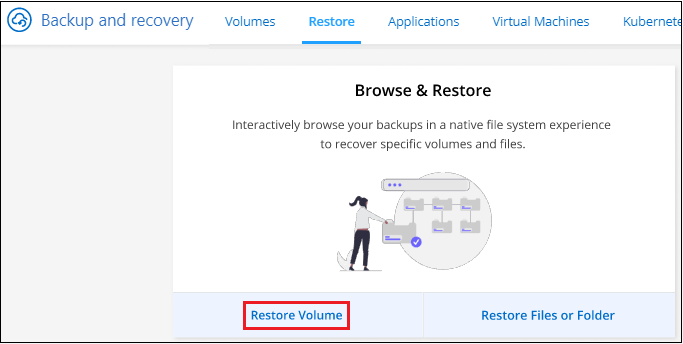 Backup and recovery Volumes Restore Applications Virtual Machines Kubernete
Browse & Restore
Interactively browse your backups in a native file system experience
to recover specific volumes and files.
Restore Volume Restore Files or Folder